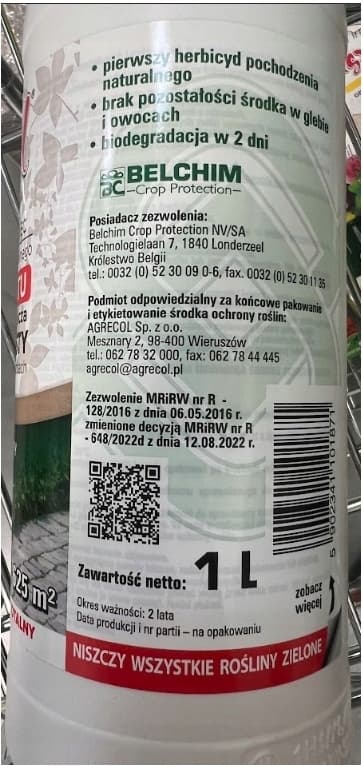 • pierwszy herbicyd pochodzenia
naturalnego
• brak pozostałości środka w glebie
i owocach
• biodegradacja w 2 dni
BELCHIM
Crop Protection
Posiadacz zezwolenia:
Belchim Crop Protection NV/SA
Technologielaan 7, 1840 Londerzeel
Królestwo Belgii
tel.: 0032 (0) 52 30 09 0-6, fax. 0032 (0) 52 30 11 35
Podmiot odpowiedzialny za końcowe pakowanie
i etykietowanie środka ochrony roślin:
AGRECOL Sp. z o.o.
Mesznary 2, 98-400 Wieruszów
tel.: 062 78 32 000, fax: 062 78 44 445
agrecol@agrecol.pl
Zezwolenie MRiRW nr R -
128/2016 z dnia 06.05.2016 r.
zmienione decyzją MRiRW nr R
- 648/2022d z dnia 12.08.2022 r.
5 902341 101871
Zawartość netto: 1 L
zobacz
więcej
Okres ważności: 2 lata
Data produkcji i nr partii – na opakowaniu
25 m²
NISZCZY WSZYSTKIE ROŚLINY ZIELONE